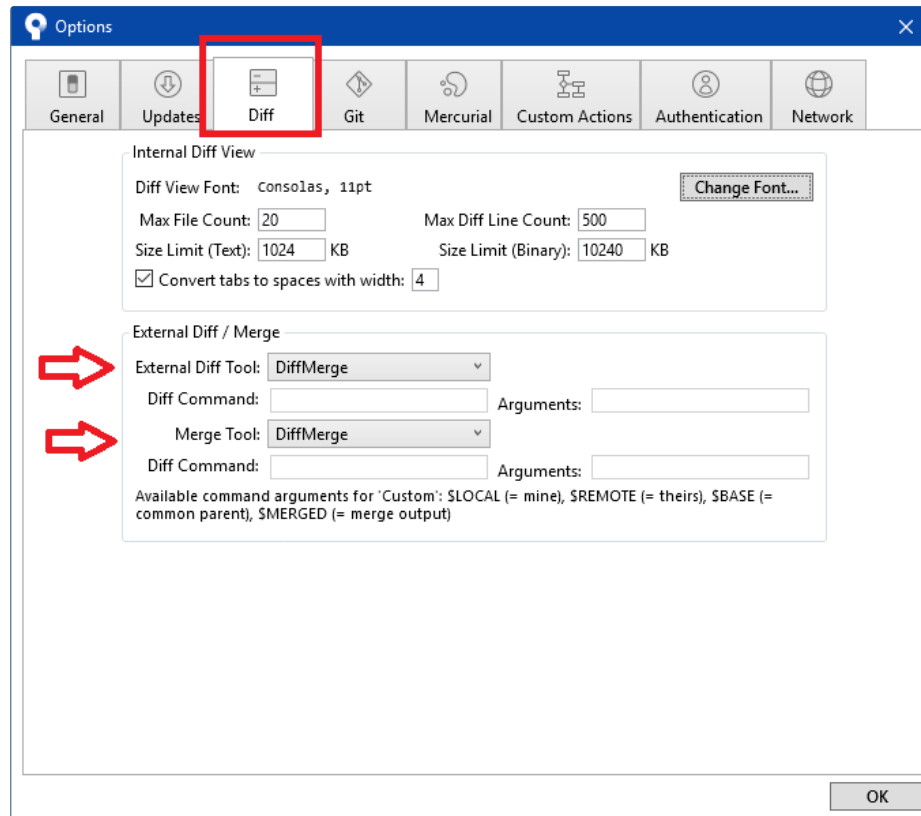 Options
General Updates Diff Git Mercurial Custom Actions Authentication Network
Internal Diff View
Diff View Font: Consolas, 11pt Change Font...
Max File Count: 20 Max Diff Line Count: 500
Size Limit (Text): 1024 KB Size Limit (Binary): 10240 KB
Convert tabs to spaces with width: 4
External Diff / Merge
External Diff Tool: DiffMerge
Diff Command: Arguments:
Merge Tool: DiffMerge
Diff Command: Arguments:
Available command arguments for 'Custom': $LOCAL (= mine), $REMOTE (= theirs), $BASE (=
common parent), $MERGED (= merge output)
OK